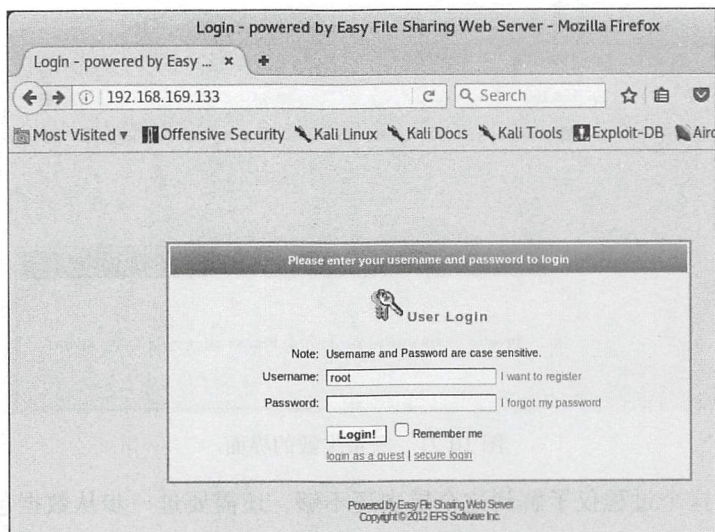 Login - powered by Easy File Sharing Web Server - Mozilla Firefox
Login - powered by Easy ... × +
192.168.169.133
Search
Most Visited Offensive Security Kali Linux Kali Docs Kali Tools Exploit-DB Airc
Please enter your username and password to login
User Login
Note: Username and Password are case sensitive.
Username: root I want to register
Password: I forgot my password
Login! Remember me
login as a guest | secure login
Powered by Easy File Sharing Web Server
Copyright © 2012 EFS Software Inc.